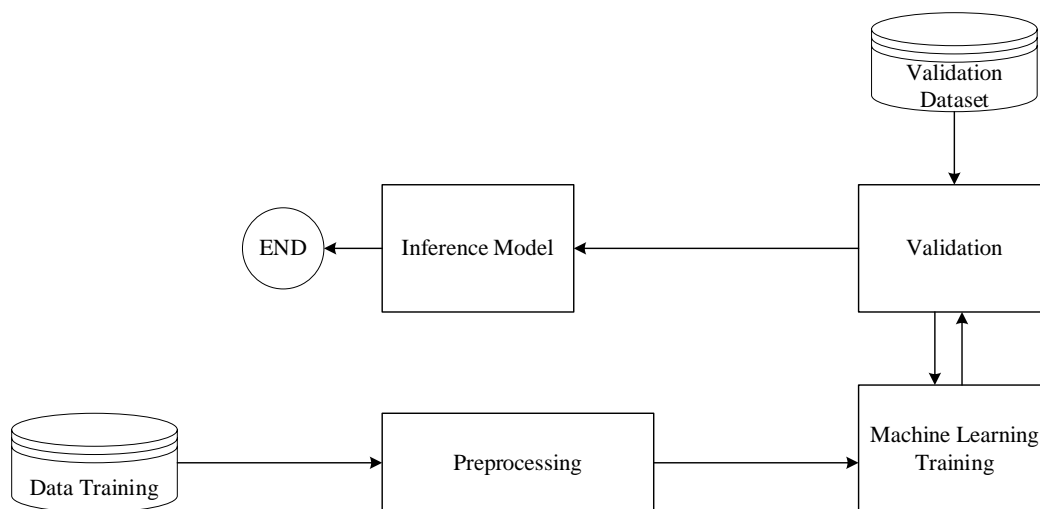 Validation
Dataset
END
Inference Model
Validation
Data Training
Preprocessing
Machine Learning
Training